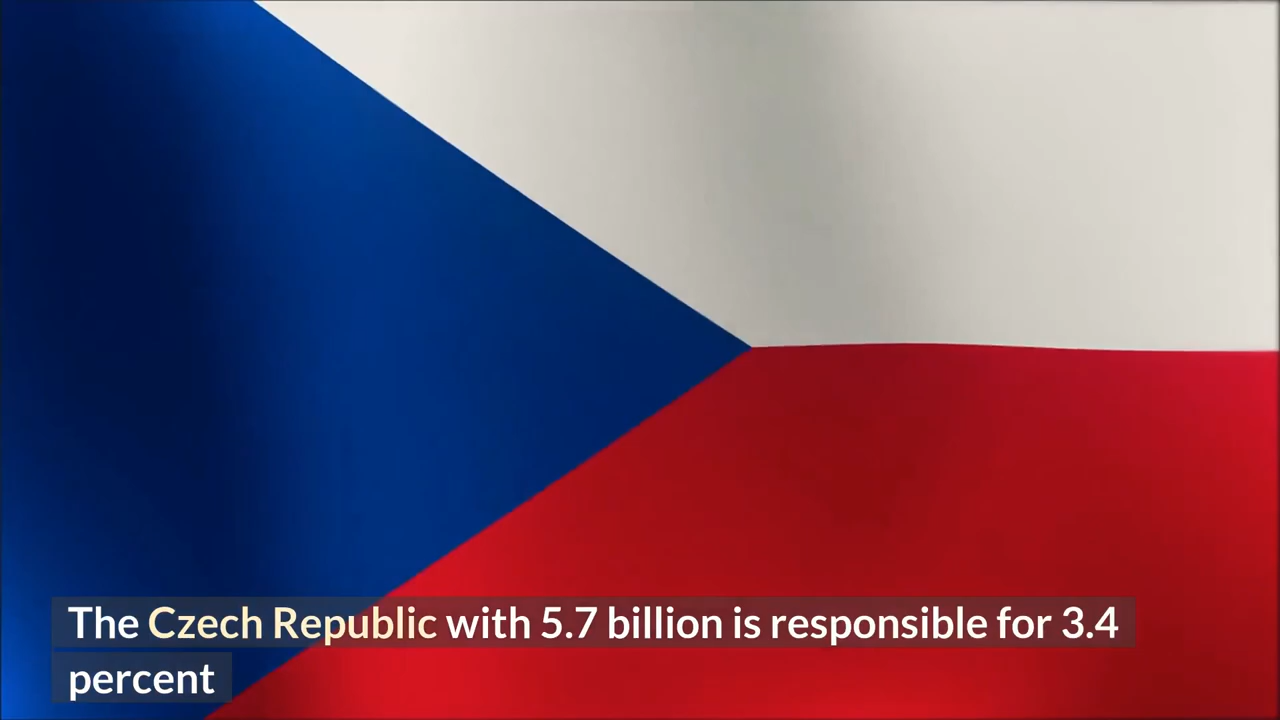 The Czech Republic with 5.7 billion is responsible for 3.4
percent